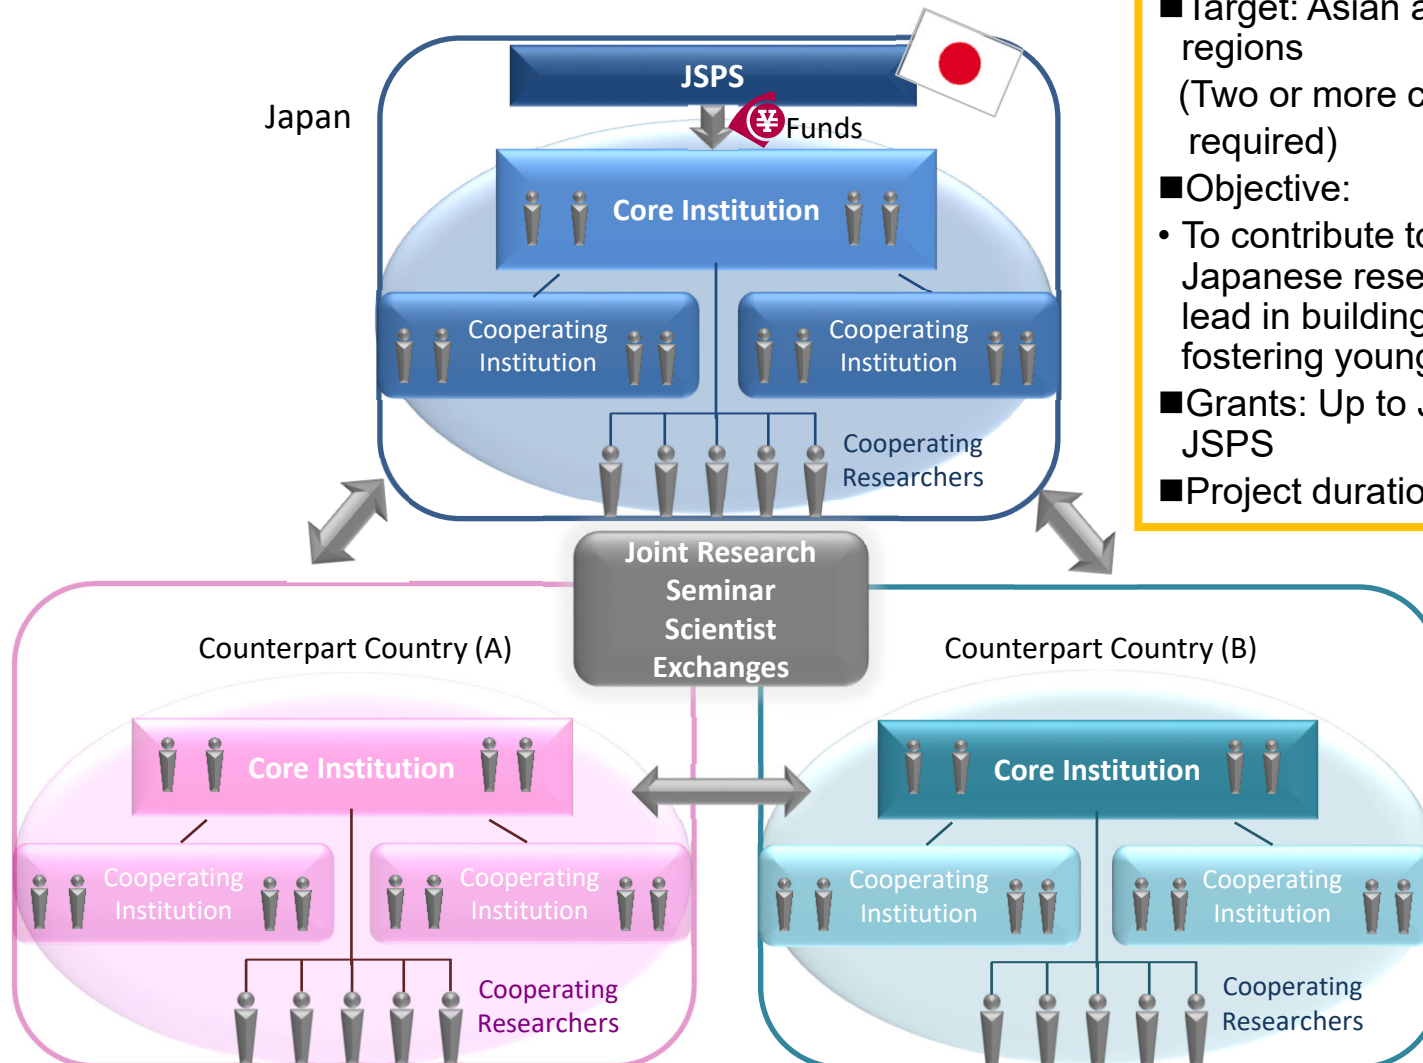 JSPS
Japan
¥
Funds
Core Institution
Cooperating
Institution
Cooperating
Institution
Cooperating
Researchers
■Target: Asian a
regions
(Two or more c
required)
■Objective:
• To contribute to
Japanese rese
lead in building
fostering young
■Grants: Up to J
JSPS
■Project duratio
Joint Research
Seminar
Scientist
Exchanges
Counterpart Country (A)
Core Institution
Cooperating
Institution
Cooperating
Institution
Cooperating
Researchers
Counterpart Country (B)
Core Institution
Cooperating
Institution
Cooperating
Institution
Cooperating
Researchers